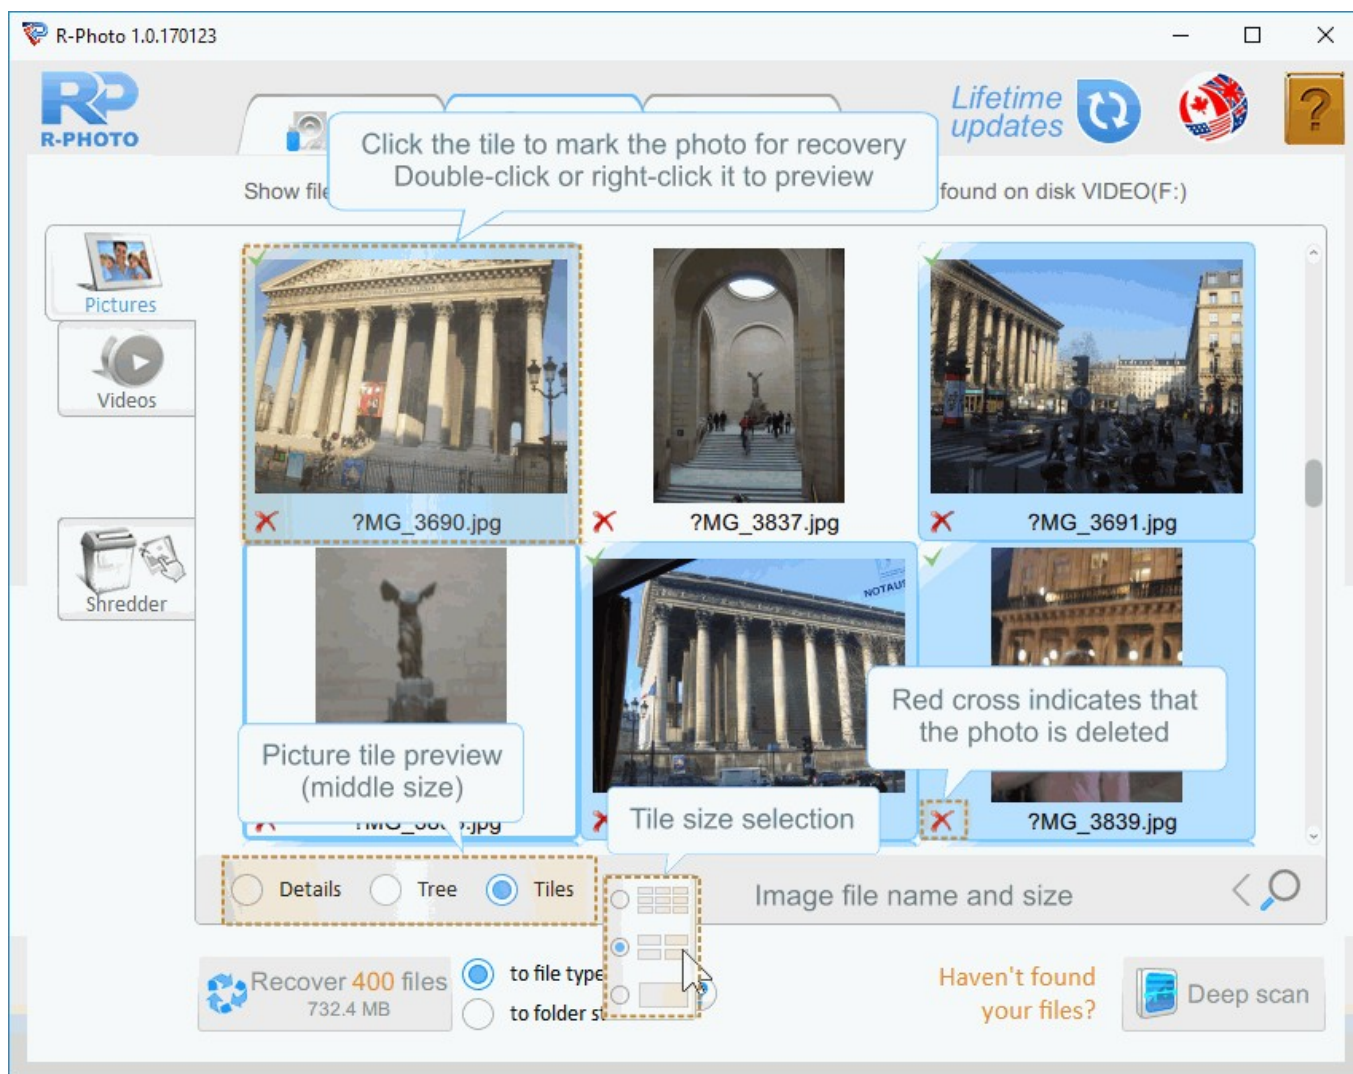 R-Photo 1.0.170123
R-PHOTO
Lifetime
updates
Click the tile to mark the photo for recovery
Double-click or right-click it to preview
Show file
found on disk VIDEO(F:)
Pictures
Videos
Shredder
?MG_3690.jpg
?MG_3837.jpg
?MG_3691.jpg
NOTAUS
Red cross indicates that
the photo is deleted
Picture tile preview
(middle size)
Tile size selection
.jpg
?MG_3839.jpg
Details
Tree
Tiles
Image file name and size
Recover 400 files
732.4 MB
to file type
to folder st
Haven't found
your files?
Deep scan